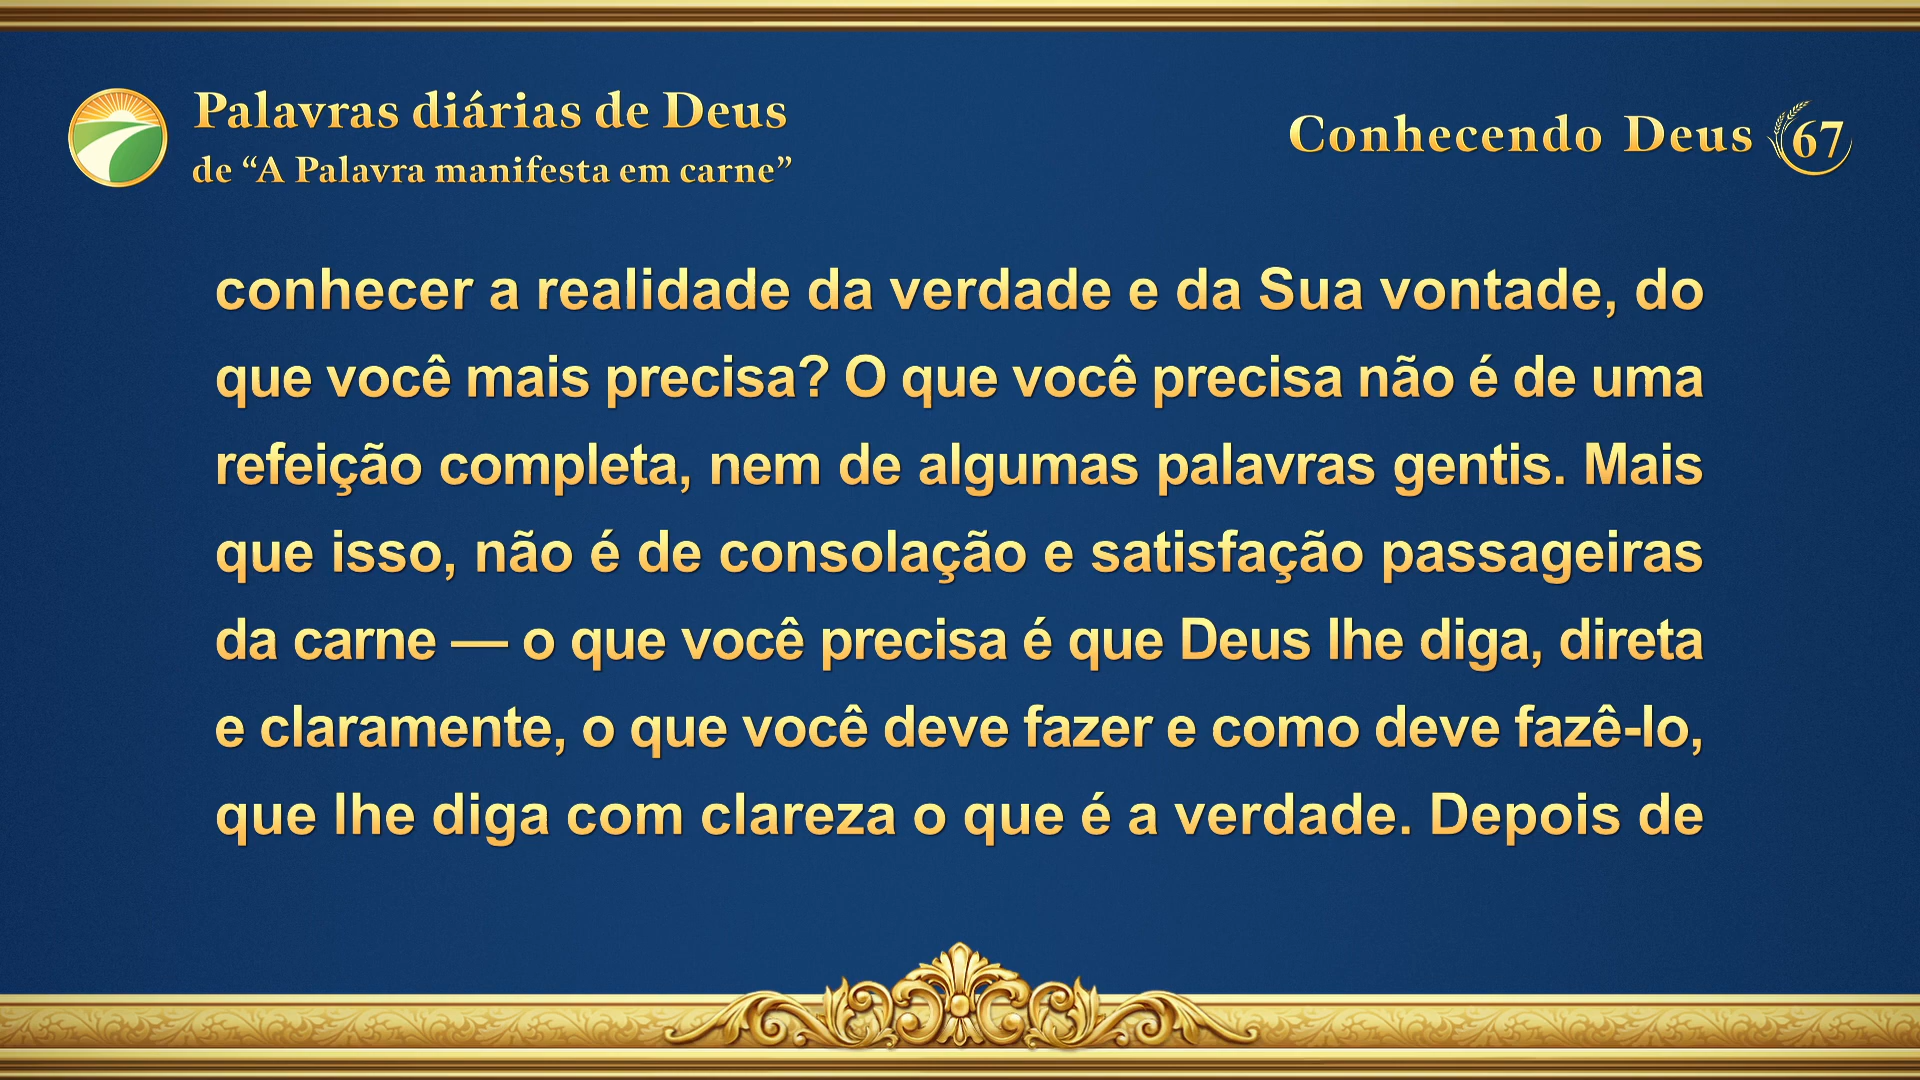 Palavras diárias de Deus
de “A Palavra manifesta em carne”
Conhecendo Deus 67
conhecer a realidade da verdade e da Sua vontade, do
que você mais precisa? O que você precisa não é de uma
refeição completa, nem de algumas palavras gentis. Mais
que isso, não é de consolação e satisfação passageiras
da carne — o que você precisa é que Deus lhe diga, direta
e claramente, o que você deve fazer e como deve fazê-lo,
que lhe diga com clareza o que é a verdade. Depois de